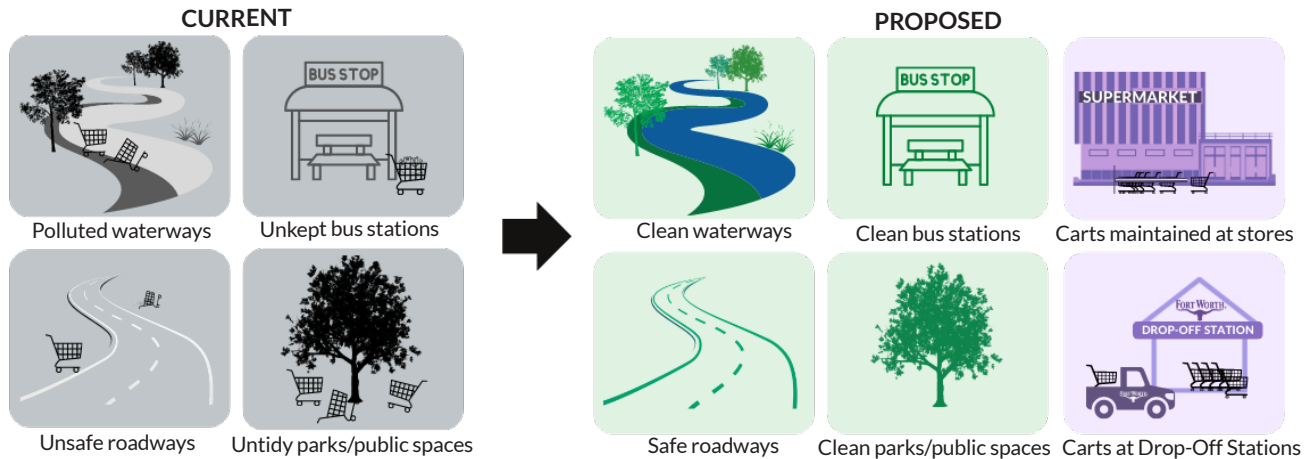 CURRENT
PROPOSED
BUS STOP
BUS STOP
SUPERMARKET
Polluted waterways
Unkept bus stations
Clean waterways
Clean bus stations
Carts maintained at stores
FORT WORTH.
DROP-OFF STATION
FORT WORTH
Unsafe roadways
Untidy parks/public spaces
Safe roadways
Clean parks/public spaces
Carts at Drop-Off Stations